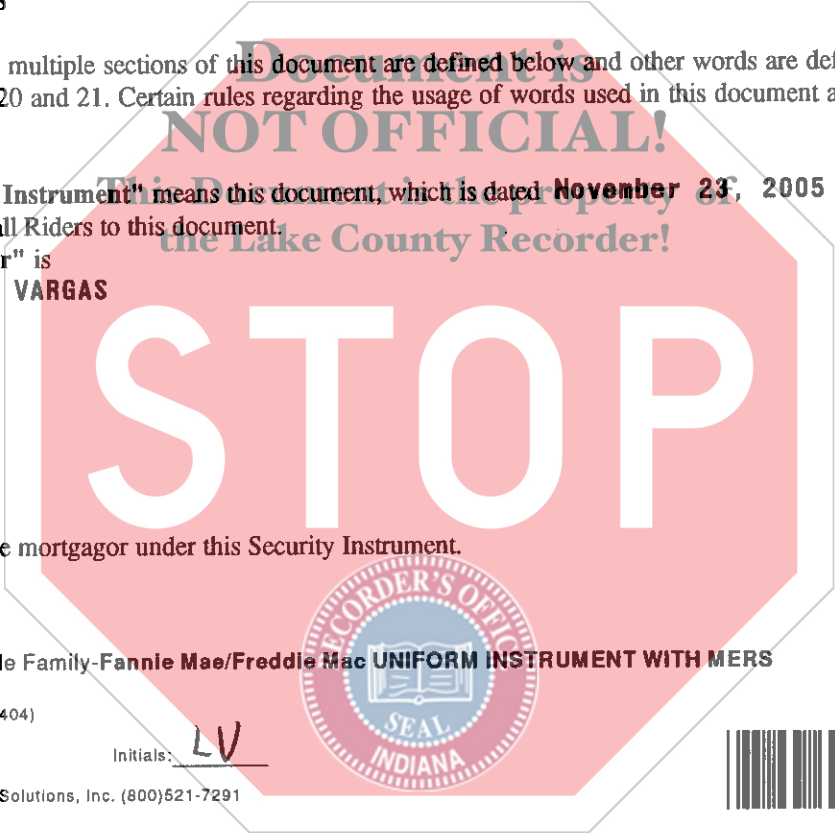 multiple sections of this document are defined below and other words are def
20 and 21. Certain rules regarding the usage of words used in this document a
Document is
NOT OFFICIAL!
Instrument" means this document, which is dated November 23, 2005
This Document is the property of
all Riders to this document.
the Lake County Recorder!
r" is
VARGAS
STOP
e mortgagor under this Security Instrument.
RECORDER'S OFFICE
SEAL
INDIANA
le Family-Fannie Mae/Freddie Mac UNIFORM INSTRUMENT WITH MERS
404)
Initials: LV
Solutions, Inc. (800)521-7291